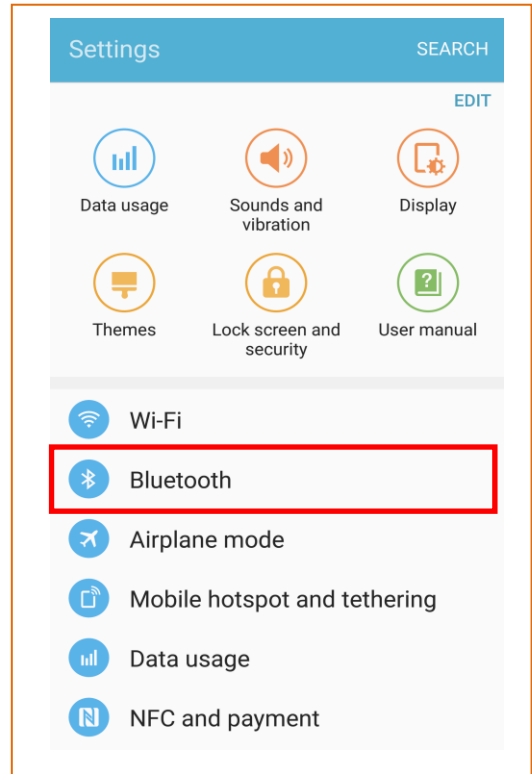 Settings
SEARCH
EDIT
Data usage
Sounds and
vibration
Display
Themes
Lock screen and
security
User manual
Wi-Fi
Bluetooth
Airplane mode
Mobile hotspot and tethering
Data usage
NFC and payment